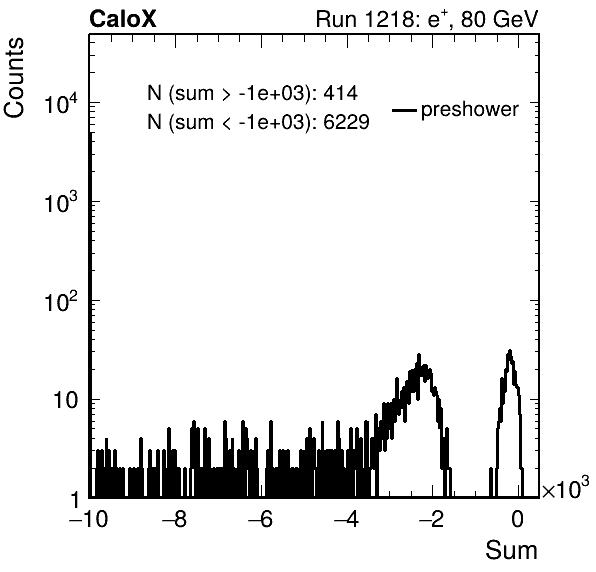 CaloX Run 1218: e⁺, 80 GeV
Counts
N (sum > -1e+03): 414
N (sum < -1e+03): 6229
preshower
10⁴
10³
10²
10
1
−10 −8 −6 −4 −2 0 ×10³
Sum